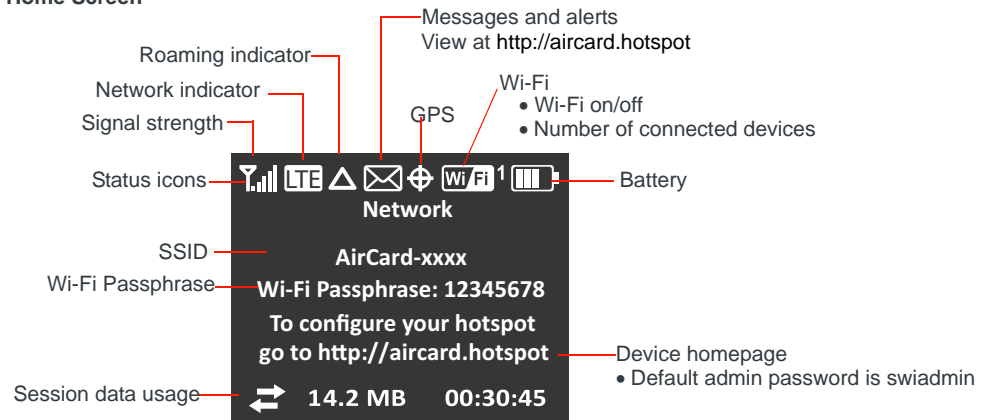 Home Screen
Messages and alerts
View at http://aircard.hotspot
Roaming indicator
Wi-Fi
• Wi-Fi on/off
• Number of connected devices
Network indicator
GPS
Signal strength
Status icons
LTE
Wi Fi 1
Battery
Network
SSID
AirCard-xxxx
Wi-Fi Passphrase
Wi-Fi Passphrase: 12345678
To configure your hotspot
go to http://aircard.hotspot
Device homepage
• Default admin password is swiadmin
Session data usage
14.2 MB 00:30:45